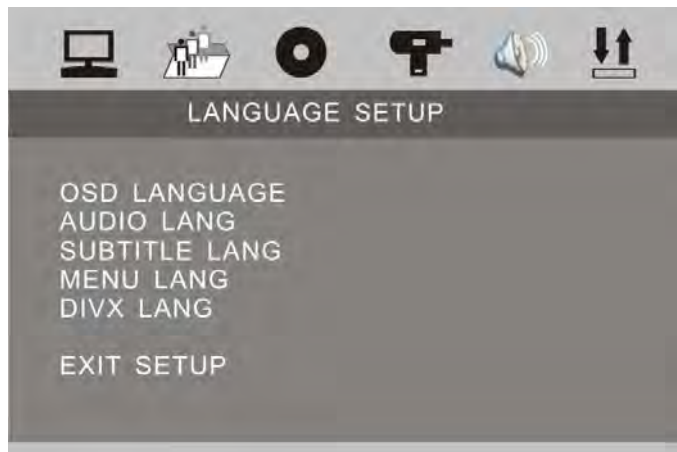 LANGUAGE SETUP
OSD LANGUAGE
AUDIO LANG
SUBTITLE LANG
MENU LANG
DIVX LANG
EXIT SETUP